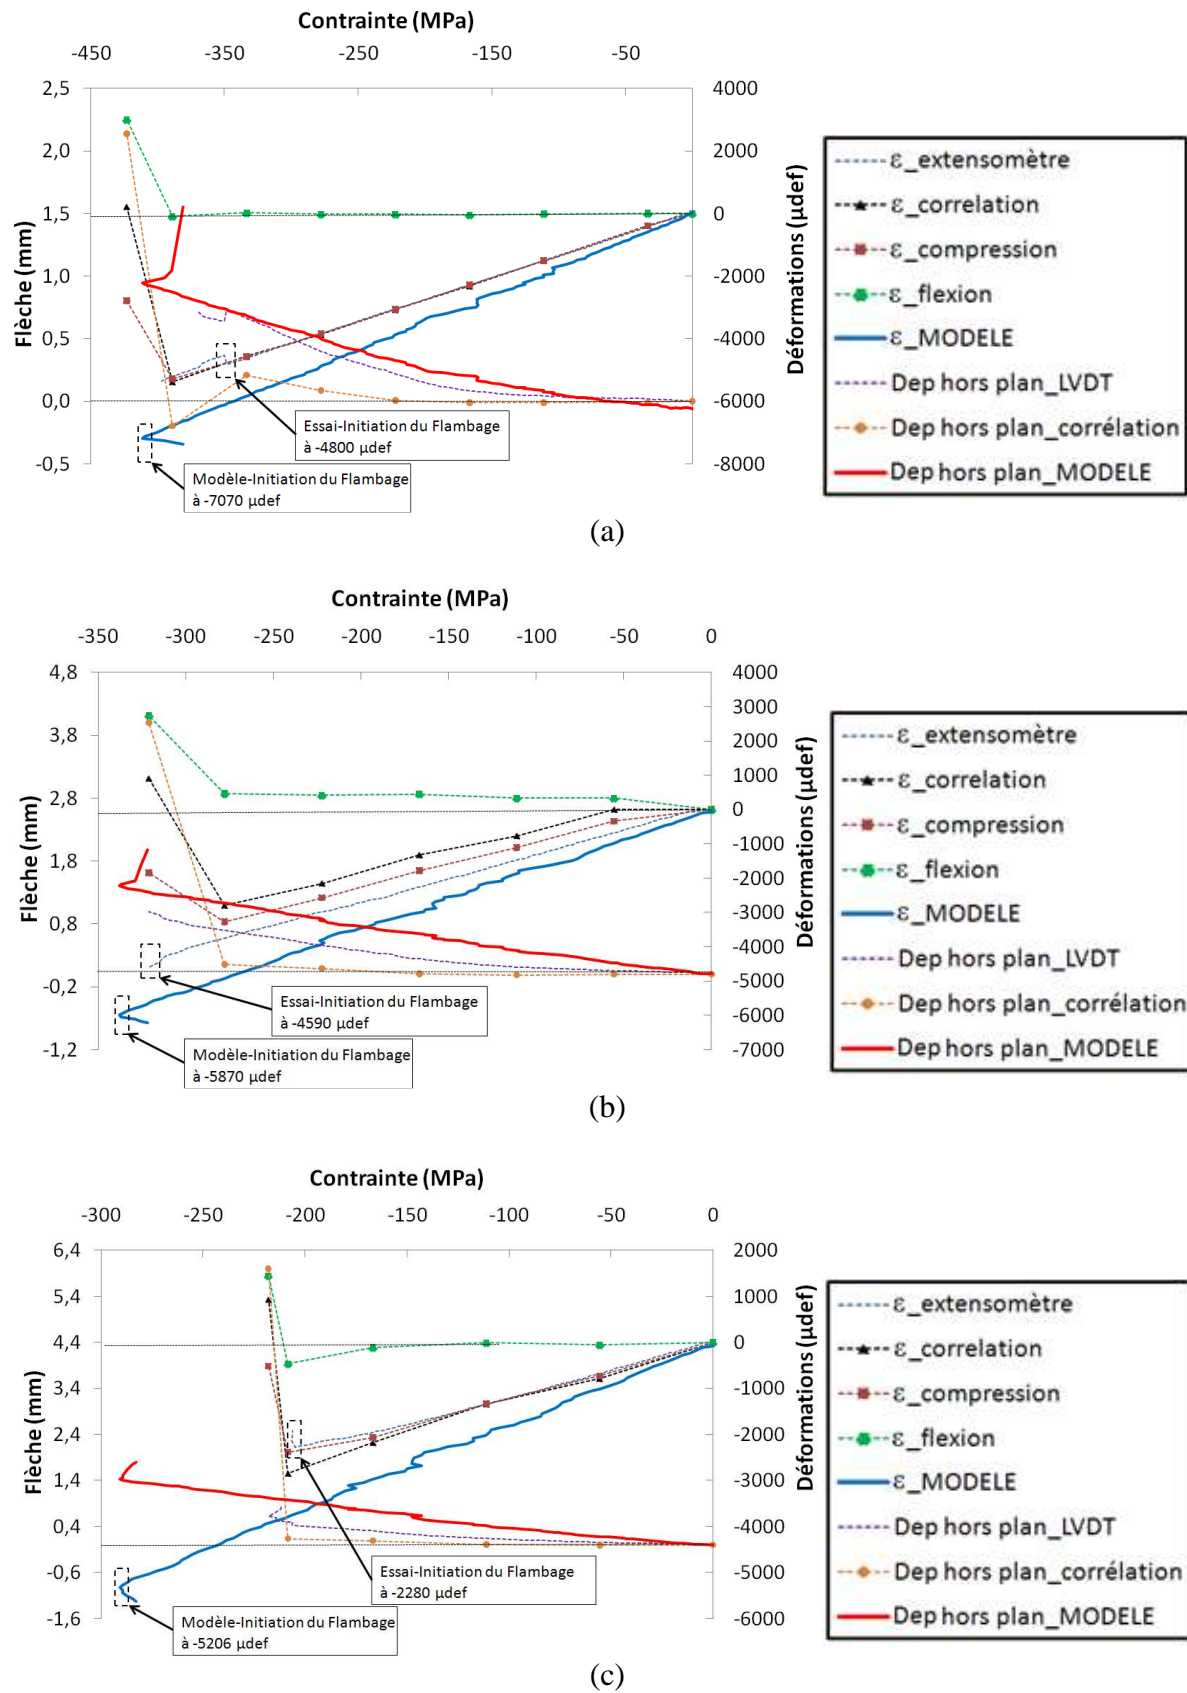 Contrainte (MPa)
-450 -350 -250 -150 -50
2,5 4000
2,0 2000
1,5 0
1,0 -2000
0,5 -4000
0,0 -6000
-0,5 -8000
Flèche (mm)
Déformations (µdef)
Essai-Initiation du Flambage
à -4800 µdef
Modèle-Initiation du Flambage
à -7070 µdef
ε_extensomètre
ε_correlation
ε_compression
ε_flexion
ε_MODELE
Dep hors plan_LVDT
Dep hors plan_corrélation
Dep hors plan_MODELE
(a)
Contrainte (MPa)
-350 -300 -250 -200 -150 -100 -50 0
4,8
3,8
2,8
1,8
0,8
-0,2
-1,2
Flèche (mm)
4000
3000
2000
1000
0
-1000
-2000
-3000
-4000
-5000
-6000
-7000
Déformations (µdef)
Essai-Initiation du Flambage
à -4590 µdef
Modèle-Initiation du Flambage
à -5870 µdef
ε_extensomètre
ε_correlation
ε_compression
ε_flexion
ε_MODELE
Dep hors plan_LVDT
Dep hors plan_corrélation
Dep hors plan_MODELE
(b)
Contrainte (MPa)
-300 -250 -200 -150 -100 -50 0
6,4 2000
5,4 1000
4,4 0
3,4 -1000
2,4 -2000
1,4 -3000
0,4 -4000
-0,6 -5000
-1,6 -6000
Flèche (mm)
Déformations (µdef)
Essai-Initiation du Flambage
à -2280 µdef
Modèle-Initiation du Flambage
à -5206 µdef
ε_extensomètre
ε_correlation
ε_compression
ε_flexion
ε_MODELE
Dep hors plan_LVDT
Dep hors plan_corrélation
Dep hors plan_MODELE
(c)